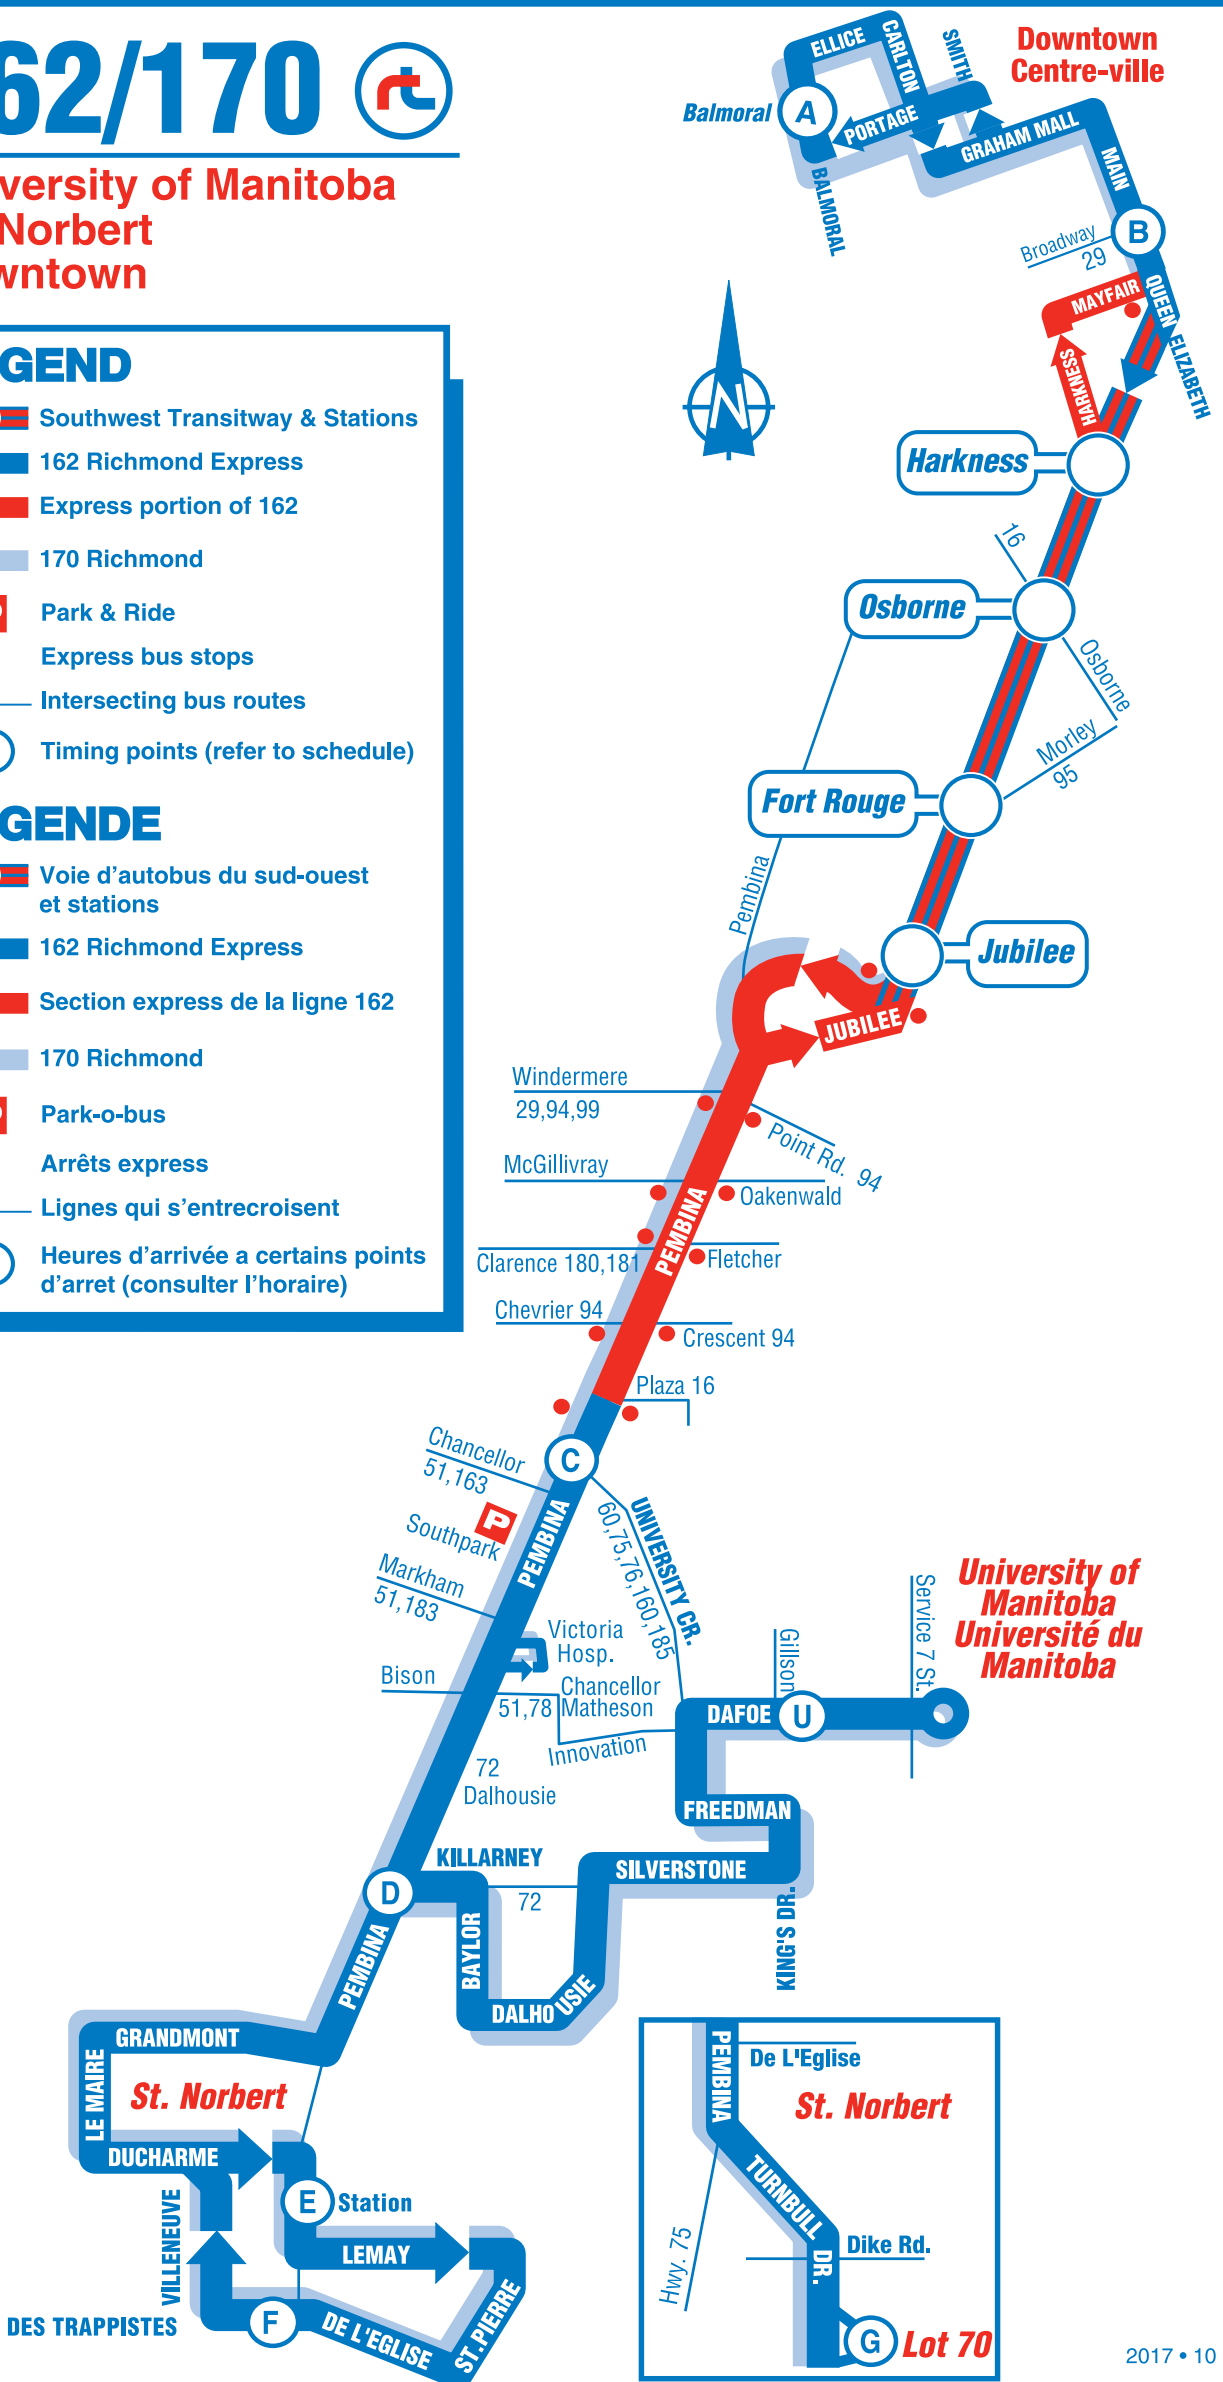 62/170
rt
versity of Manitoba
Norbert
wntown
GEND
Southwest Transitway & Stations
162 Richmond Express
Express portion of 162
170 Richmond
Park & Ride
Express bus stops
Intersecting bus routes
Timing points (refer to schedule)
GENDE
Voie d'autobus du sud-ouest
et stations
162 Richmond Express
Section express de la ligne 162
170 Richmond
Park-o-bus
Arrêts express
Lignes qui s'entrecroisent
Heures d'arrivée a certains points
d'arret (consulter l'horaire)
Downtown
Centre-ville
ELLICE
CARLTON
SMITH
Balmoral
A
PORTAGE
GRAHAM MALL
BALMORAL
MAIN
B
Broadway
29
QUEEN ELIZABETH
MAYFAIR
HARKNESS
N
Harkness
16
Osborne
Osborne
Morley
95
Fort Rouge
Pembina
Jubilee
JUBILEE
Windermere
29,94,99
Point Rd. 94
McGillivray
Oakenwald
PEMBINA
Clarence 180,181
Fletcher
Chevrier 94
Crescent 94
Plaza 16
C
Chancellor
51,163
Southpark
P
PEMBINA
Markham
51,183
UNIVERSITY CR.
60,75,76,160,185
Victoria
Hosp.
Bison
51,78
Chancellor
Matheson
Innovation
72
Dalhousie
University of
Manitoba
Université du
Manitoba
Service 7 St.
Gillson
DAFOE
U
FREEDMAN
SILVERSTONE
KING'S DR.
KILLARNEY
72
D
BAYLOR
DALHOUSIE
PEMBINA
GRANDMONT
LE MAIRE
St. Norbert
DUCHARME
E
Station
VILLENEUVE
LEMAY
DES TRAPPISTES
F
DE L'EGLISE
ST.PIERRE
PEMBINA
De L'Eglise
St. Norbert
TURNBULL
DR.
Dike Rd.
Hwy. 75
G
Lot 70
2017 • 10